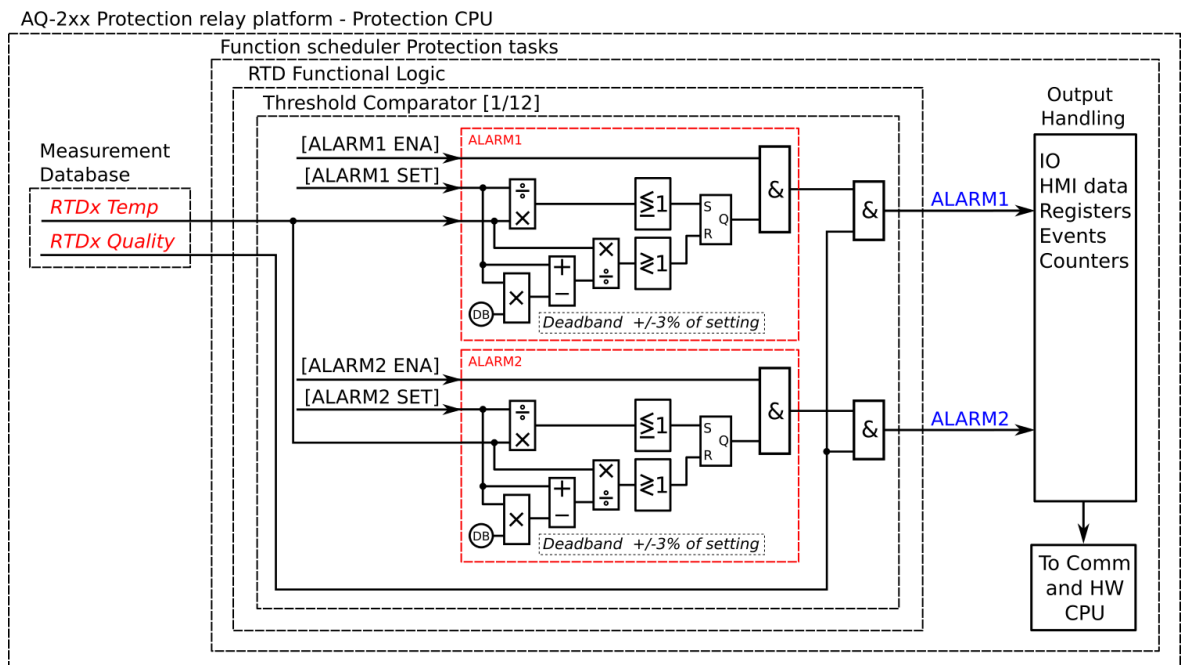 AQ-2xx Protection relay platform - Protection CPU
Function scheduler Protection tasks
RTD Functional Logic
Threshold Comparator [1/12]
Measurement
Database
RTDx Temp
RTDx Quality
[ALARM1 ENA]
[ALARM1 SET]
ALARM1
÷
×
≦1
S
R
Q
&
&
×
÷
≷1
+
−
×
DB
Deadband +/-3% of setting
ALARM1
[ALARM2 ENA]
[ALARM2 SET]
ALARM2
÷
×
≦1
S
R
Q
&
&
×
÷
≷1
+
−
×
DB
Deadband +/-3% of setting
ALARM2
Output
Handling
IO
HMI data
Registers
Events
Counters
To Comm
and HW
CPU